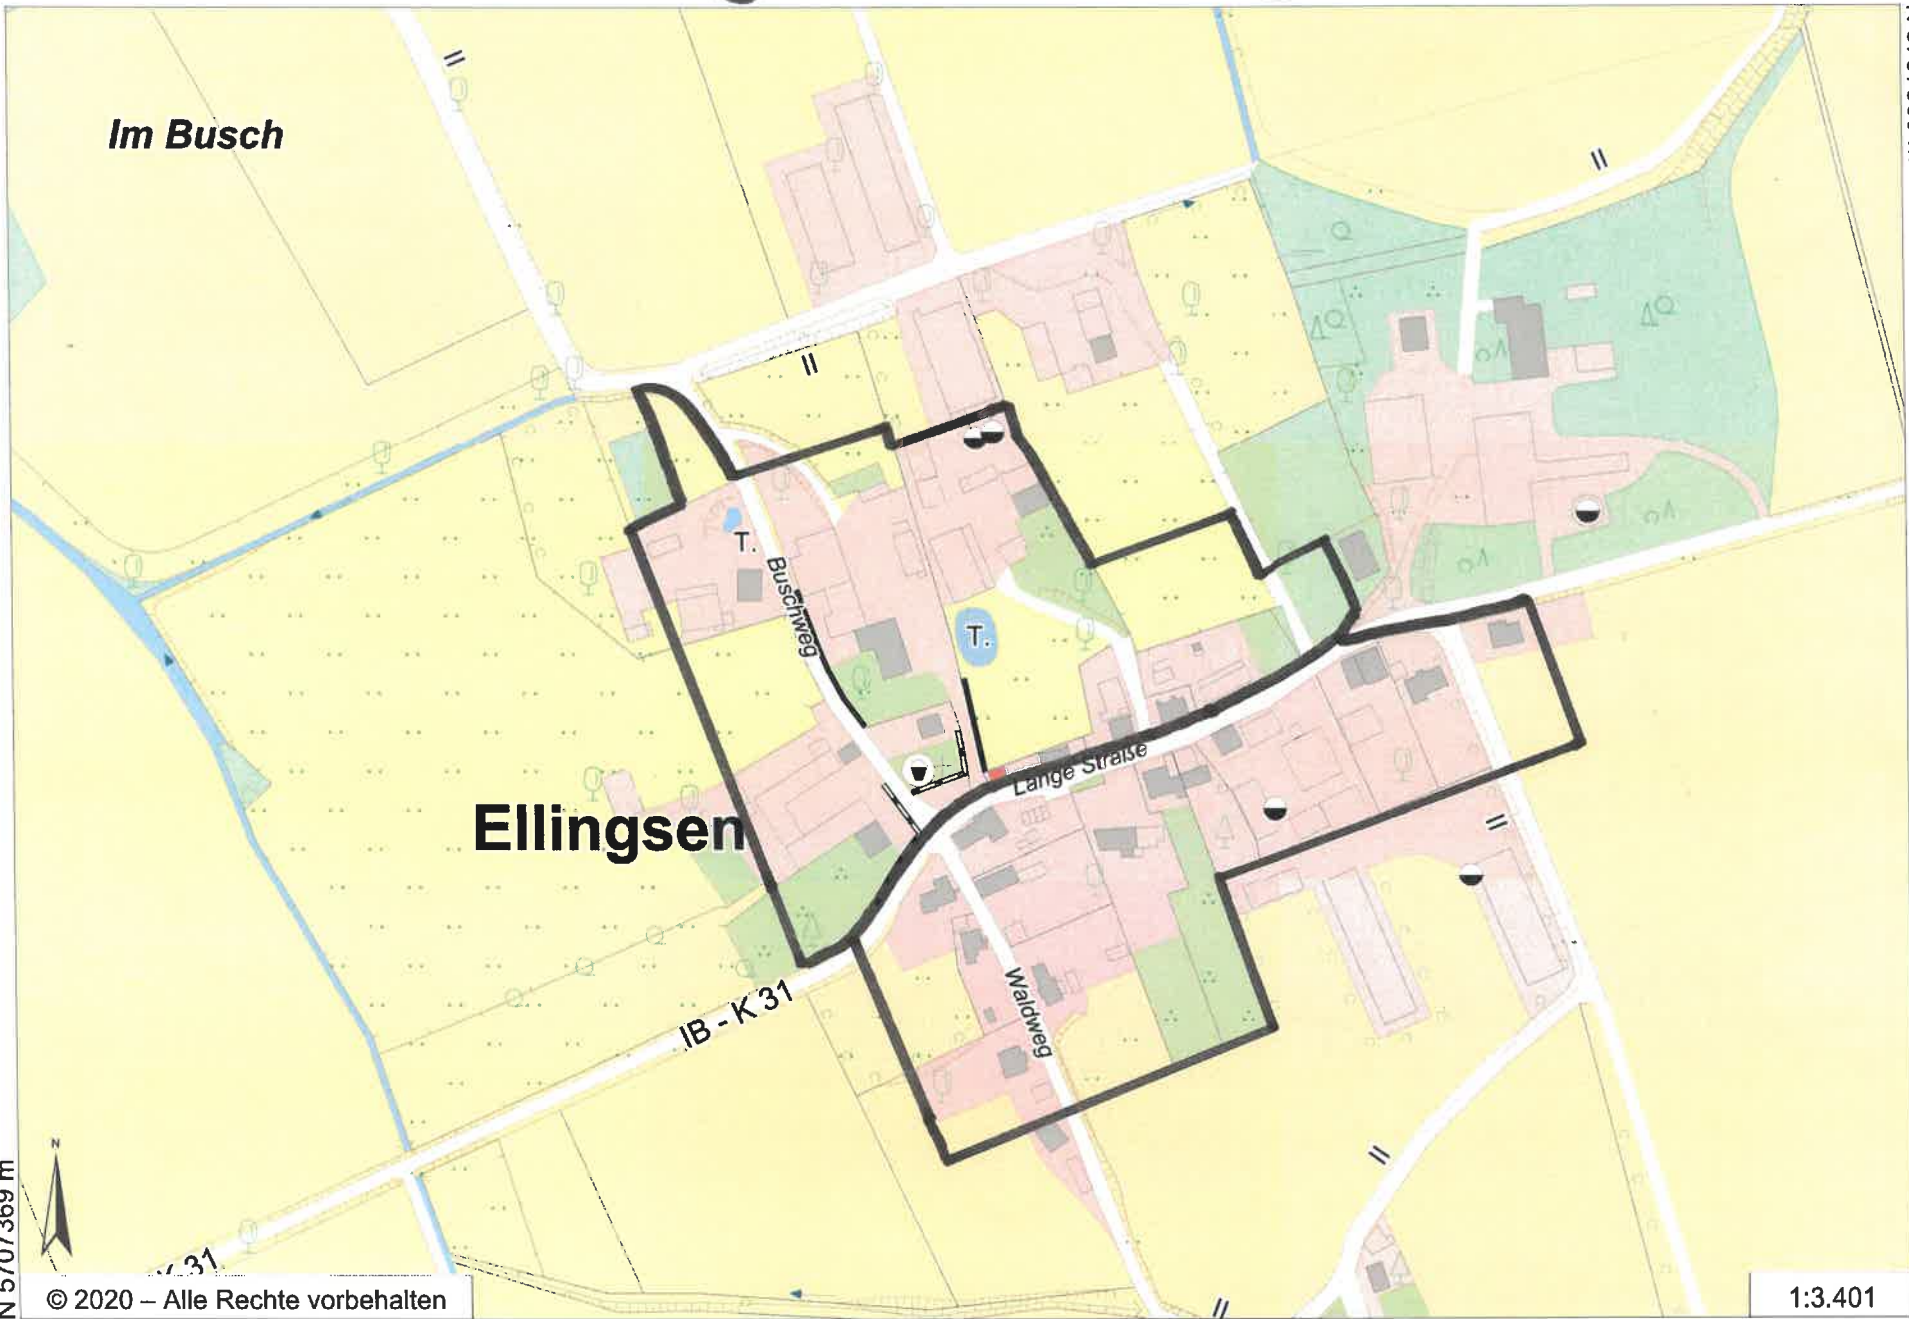 Im Busch
T.
Buschweg
T.
Lange Straße
Ellingsen
IB - K 31
Waldweg
N
N 5707369 m
K 31
© 2020 – Alle Rechte vorbehalten
1:3.401